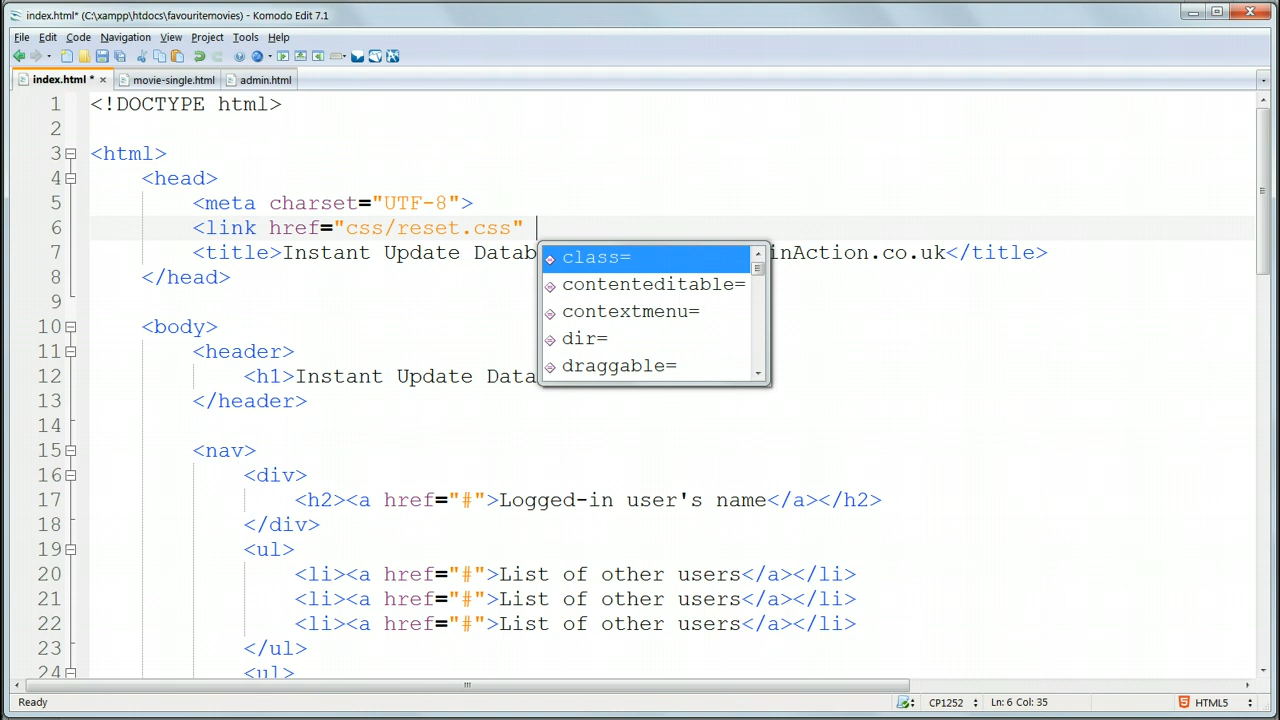 index.html* (C:\xampp\htdocs\favouritemovies) - Komodo Edit 7.1
File Edit Code Navigation View Project Tools Help
index.html * movie-single.html admin.html
1 <!DOCTYPE html>
2
3 <html>
4 <head>
5 <meta charset="UTF-8">
6 <link href="css/reset.css"
7 <title>Instant Update Datab inAction.co.uk</title>
class=
contenteditable=
contextmenu=
dir=
draggable=
8 </head>
9
10 <body>
11 <header>
12 <h1>Instant Update Data
13 </header>
14
15 <nav>
16 <div>
17 <h2><a href="#">Logged-in user's name</a></h2>
18 </div>
19 <ul>
20 <li><a href="#">List of other users</a></li>
21 <li><a href="#">List of other users</a></li>
22 <li><a href="#">List of other users</a></li>
23 </ul>
24 <ul>
Ready CP1252 Ln: 6 Col: 35 HTML5